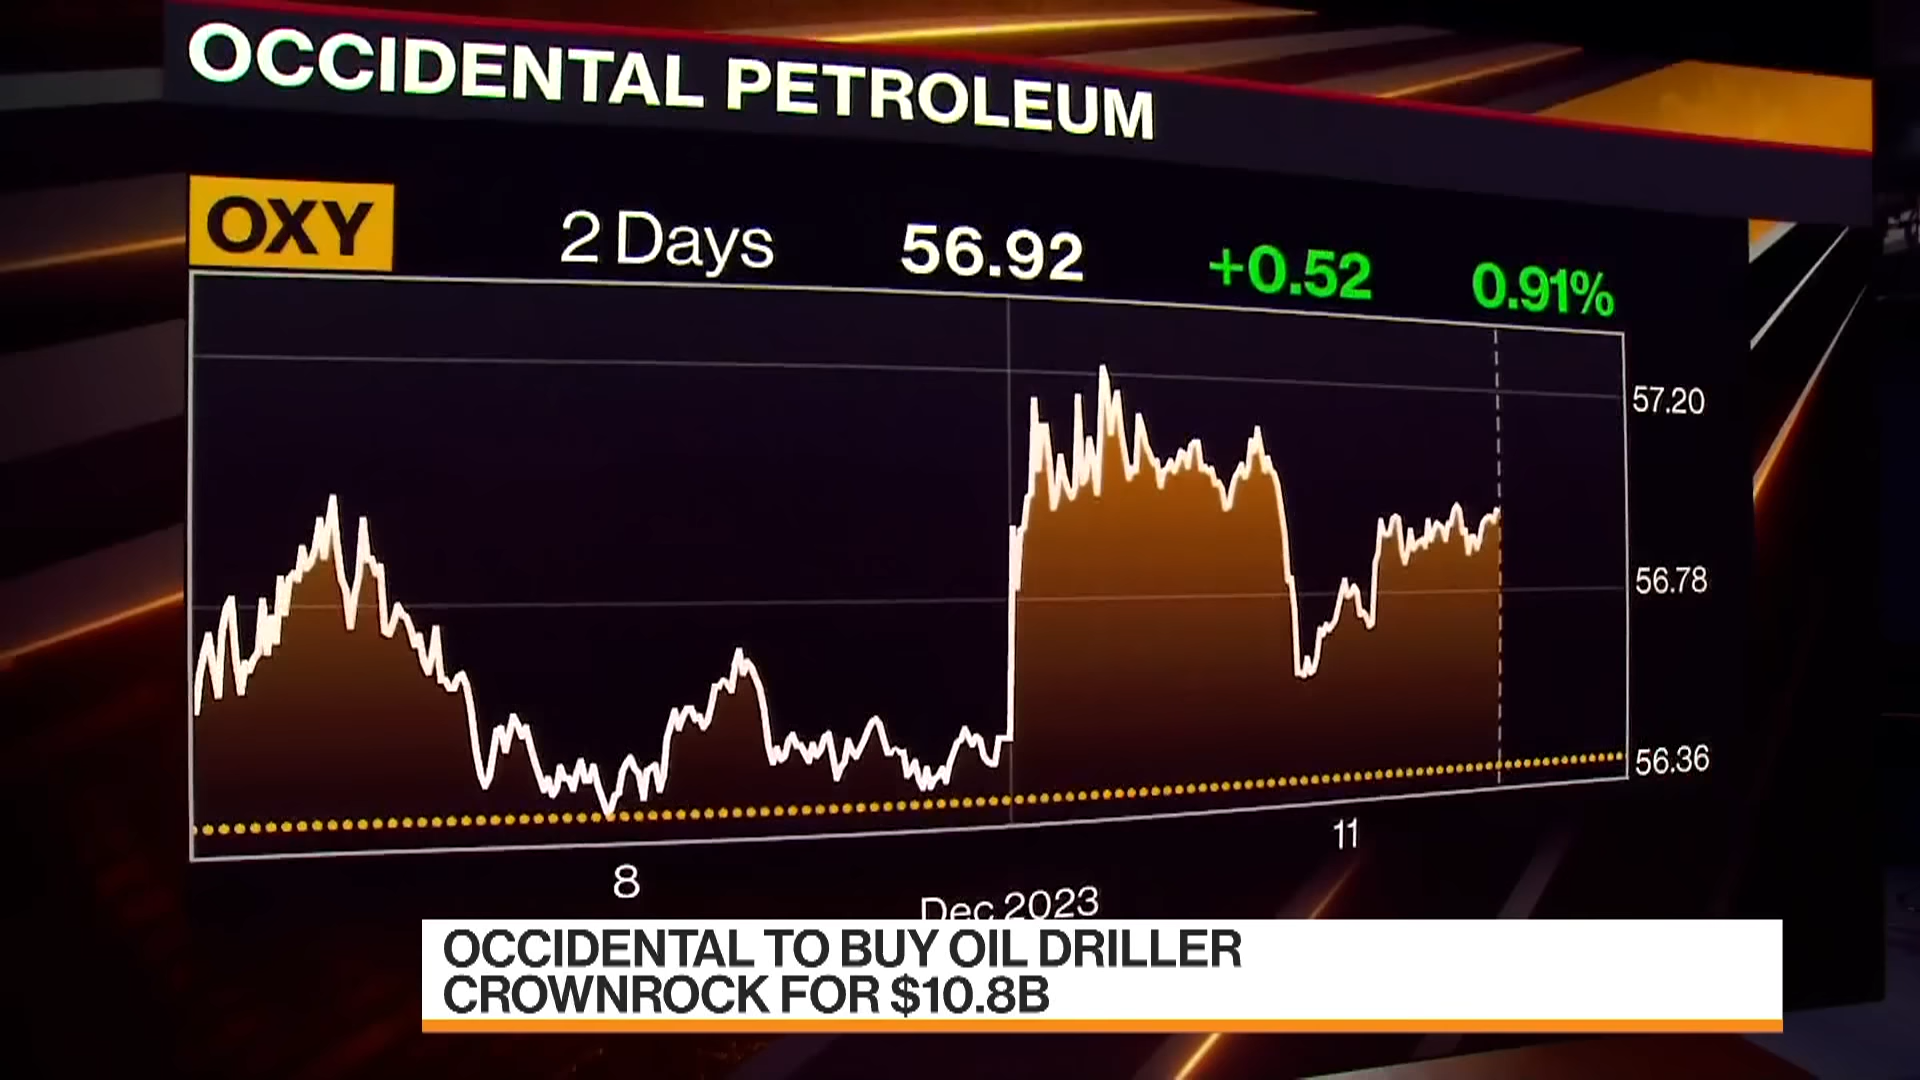 OCCIDENTAL PETROLEUM
OXY 2 Days 56.92 +0.52 0.91%
57.20
56.78
56.36
8 11
Dec 2023
OCCIDENTAL TO BUY OIL DRILLER
CROWNROCK FOR $10.8B